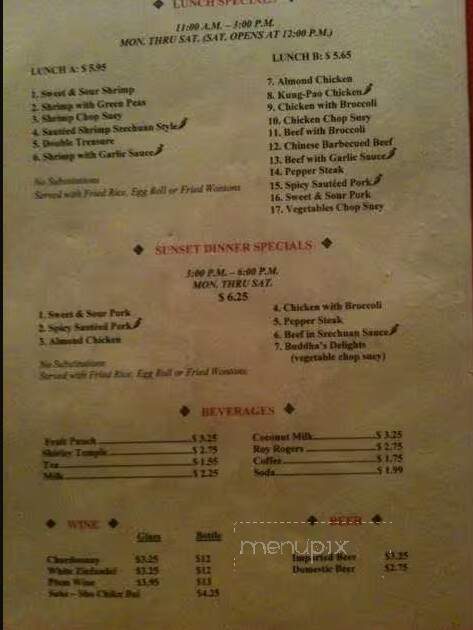 LUNCH SPECIALS
11:00 A.M. – 3:00 P.M.
MON. THRU SAT. (SAT. OPENS AT 12:00 P.M.)
LUNCH A: $ 5.95
1. Sweet & Sour Shrimp
2. Shrimp with Green Peas
3. Shrimp Chop Suey
4. Sautéed Shrimp Szechuan Style
5. Double Treasure
6. Shrimp with Garlic Sauce
No Substitutions
Served with Fried Rice, Egg Roll or Fried Wontons
LUNCH B: $ 5.65
7. Almond Chicken
8. Kung-Pao Chicken
9. Chicken with Broccoli
10. Chicken Chop Suey
11. Beef with Broccoli
12. Chinese Barbecued Beef
13. Beef with Garlic Sauce
14. Pepper Steak
15. Spicy Sautéed Pork
16. Sweet & Sour Pork
17. Vegetables Chop Suey
SUNSET DINNER SPECIALS
3:00 P.M. – 6:00 P.M.
MON. THRU SAT.
$ 6.25
1. Sweet & Sour Pork
2. Spicy Sautéed Pork
3. Almond Chicken
No Substitutions
Served with Fried Rice, Egg Roll or Fried Wontons
4. Chicken with Broccoli
5. Pepper Steak
6. Beef in Szechuan Sauce
7. Buddha's Delights
(vegetable chop suey)
BEVERAGES
Fruit Punch $ 3.25
Shirley Temple $ 2.75
Tea $ 1.55
Milk $ 2.25
Coconut Milk $ 3.25
Roy Rogers $ 2.75
Coffee $ 1.75
Soda $ 1.99
WINE
Glass Bottle
Chardonnay $3.25 $12
White Zinfandel $3.25 $12
Plum Wine $3.95 $13
Sake – Sho Chiku Bai $4.25
BEER
Imported Beer $3.25
Domestic Beer $2.75
menupix